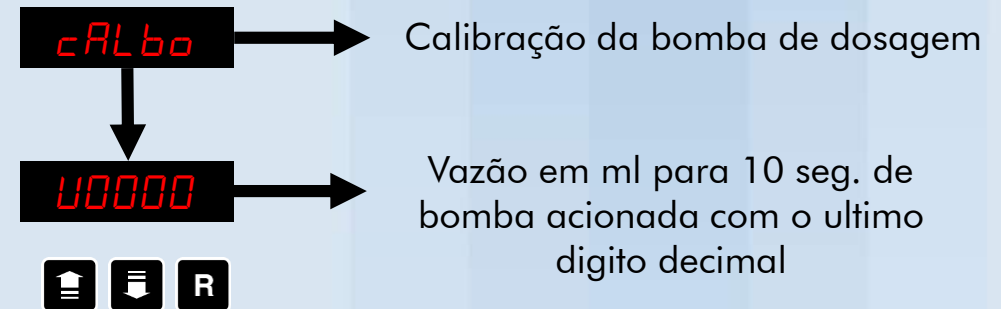 cALbo
Calibração da bomba de dosagem
U0000
Vazão em ml para 10 seg. de
bomba acionada com o ultimo
digito decimal
R